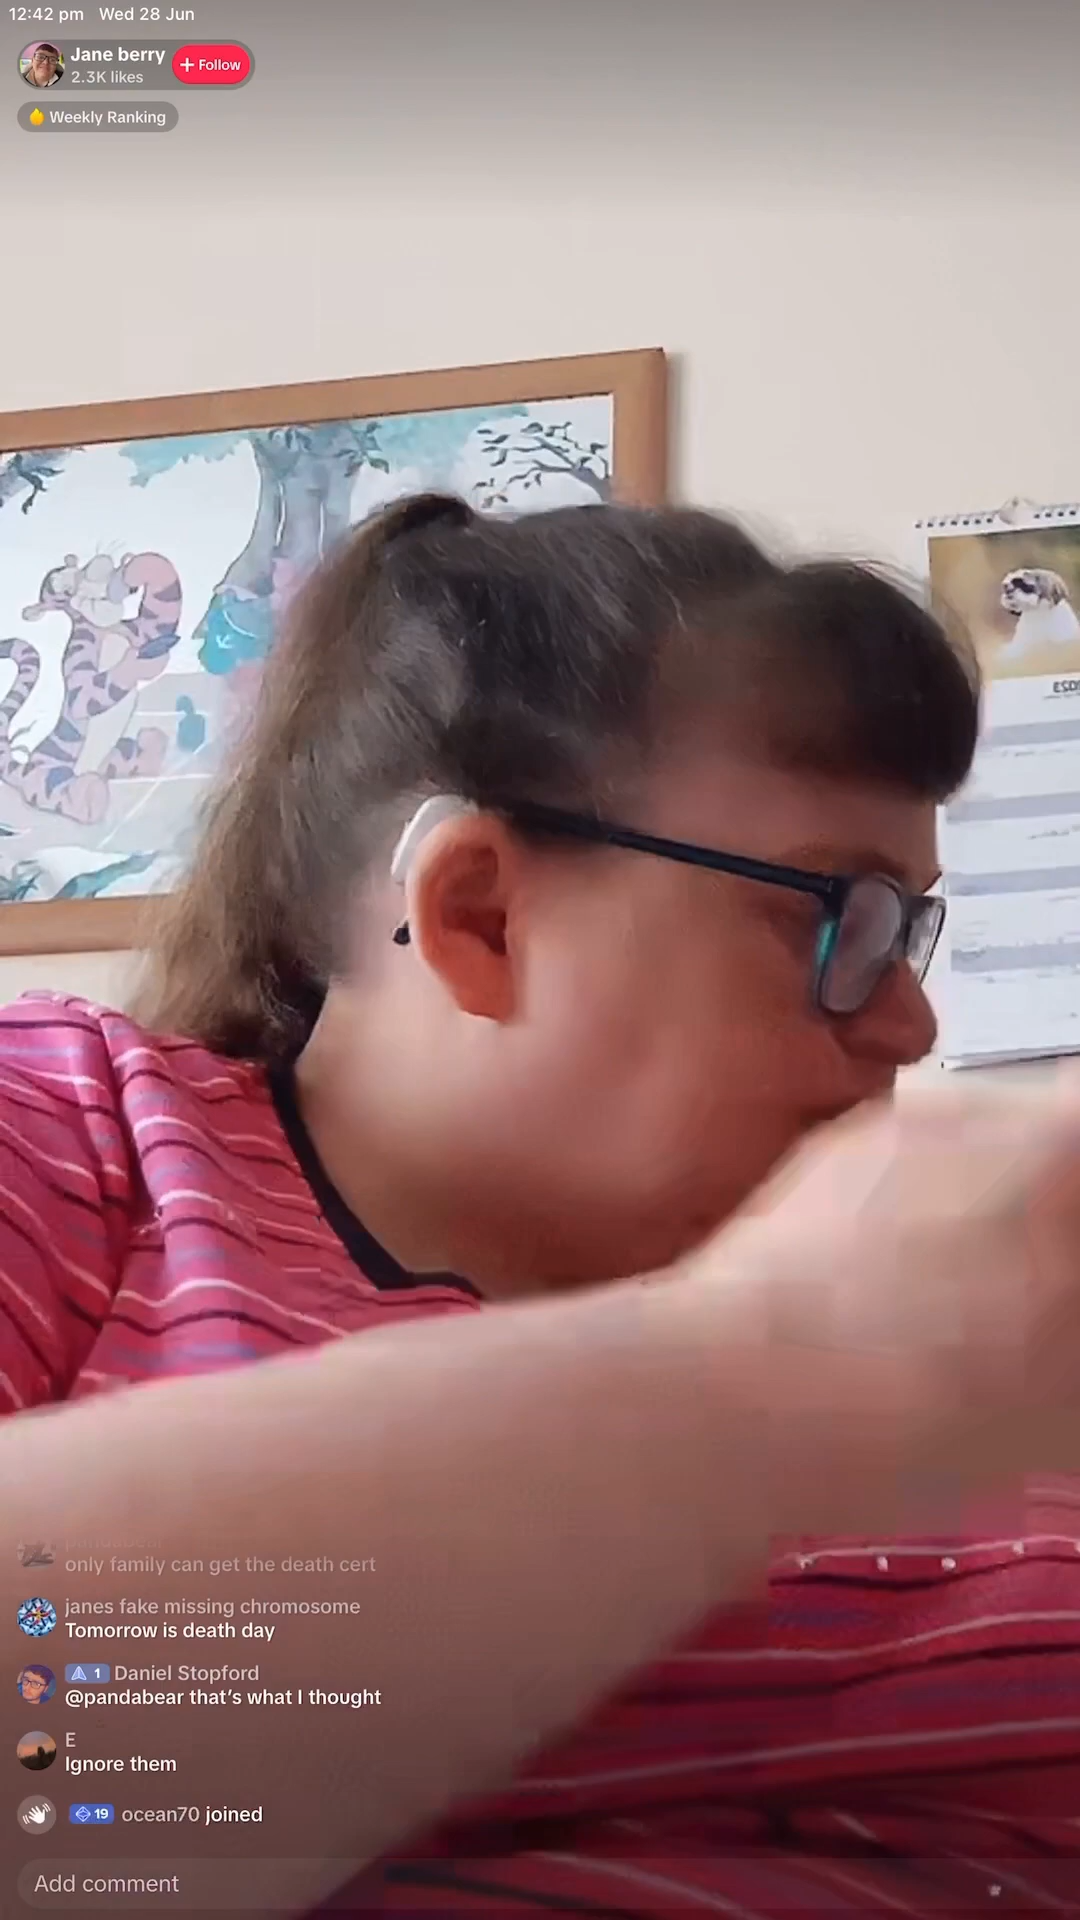 12:42 pm Wed 28 Jun
Jane berry
2.3K likes
+ Follow
Weekly Ranking
ESDS
pandabear
only family can get the death cert
janes fake missing chromosome
Tomorrow is death day
1 Daniel Stopford
@pandabear that's what I thought
E
Ignore them
19 ocean70 joined
Add comment